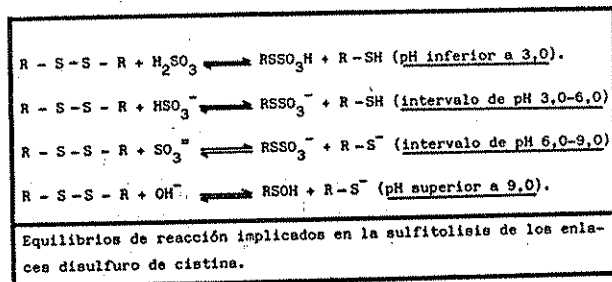 R - S-S - R + H₂SO₃ ⇌ RSSO₃H + R -SH (pH inferior a 3,0).
R - S-S - R + HSO₃⁻ ⇌ RSSO₃⁻ + R -SH (intervalo de pH 3,0-6,0)
R - S-S - R + SO₃⁼ ⇌ RSSO₃⁻ + R -S⁻ (intervalo de pH 6,0-9,0)
R - S-S - R + OH⁻ ⇌ RSOH + R -S⁻ (pH superior a 9,0).
Equilibrios de reacción implicados en la sulfitolisis de los enla-
ces disulfuro de cistina.